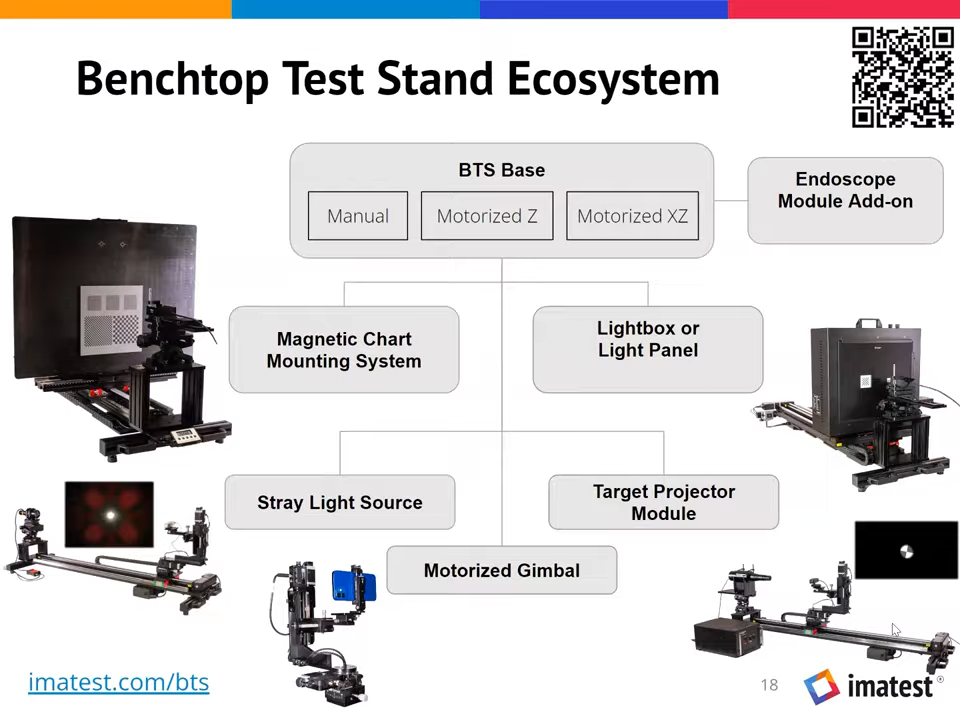 Benchtop Test Stand Ecosystem
BTS Base
Manual
Motorized Z
Motorized XZ
Endoscope
Module Add-on
Magnetic Chart
Mounting System
Lightbox or
Light Panel
Stray Light Source
Target Projector
Module
Motorized Gimbal
imatest.com/bts
18
imatest®